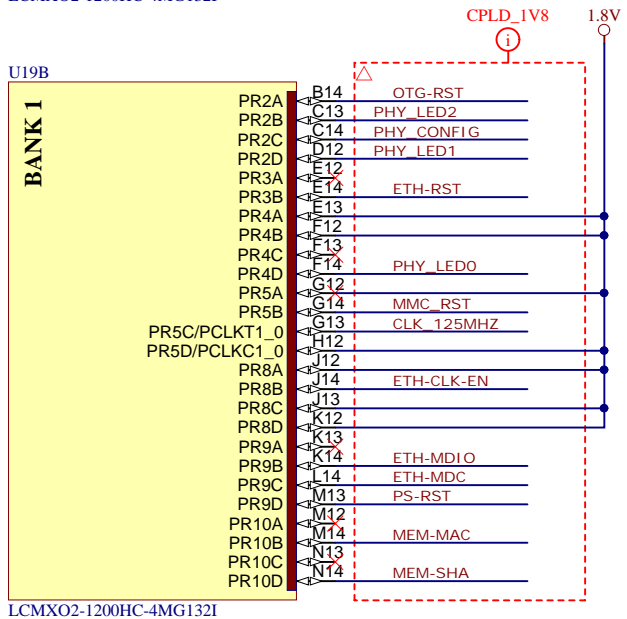 LCMXO2-1200HC-4MG132I
CPLD_1V8
1.8V
i
U19B
BANK 1
PR2A B14 OTG-RST
PR2B C13 PHY_LED2
PR2C C14 PHY_CONFIG
PR2D D12 PHY_LED1
PR3A E12
PR3B E14 ETH-RST
PR4A E13
PR4B F12
PR4C F13
PR4D F14 PHY_LED0
PR5A G12
PR5B G14 MMC_RST
PR5C/PCLKT1_0 G13 CLK_125MHZ
PR5D/PCLKC1_0 H12
PR8A J12
PR8B J14 ETH-CLK-EN
PR8C J13
PR8D K12
PR9A K13
PR9B K14 ETH-MDIO
PR9C L14 ETH-MDC
PR9D M13 PS-RST
PR10A M12
PR10B M14 MEM-MAC
PR10C N13
PR10D N14 MEM-SHA
LCMXO2-1200HC-4MG132I